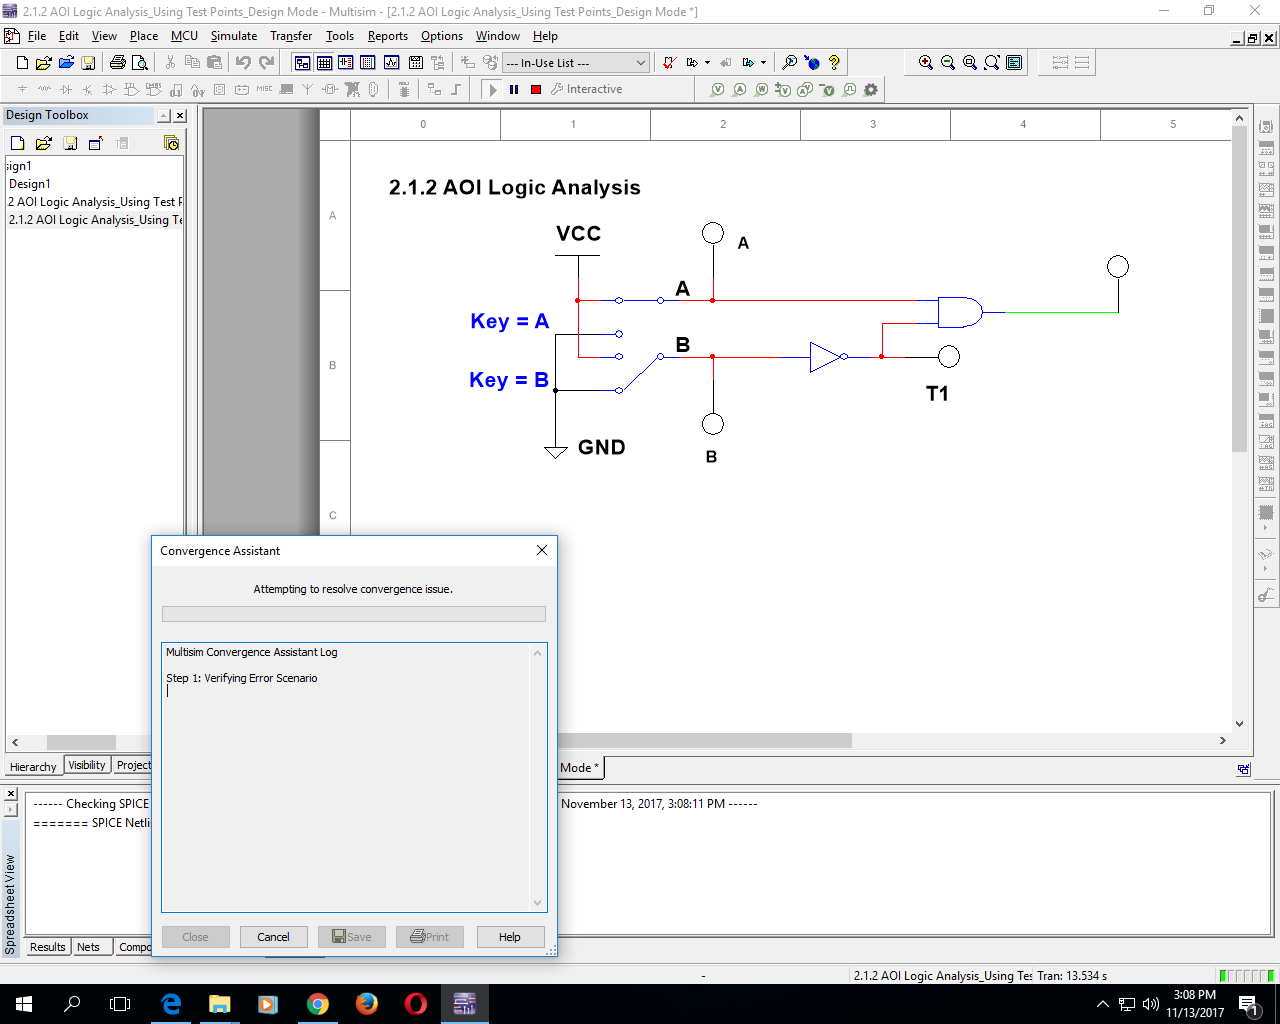 2.1.2 AOI Logic Analysis_Using Test Points_Design Mode - Multisim - [2.1.2 AOI Logic Analysis_Using Test Points_Design Mode *]
File Edit View Place MCU Simulate Transfer Tools Reports Options Window Help
--- In-Use List ---
MISC
Interactive
Design Toolbox
sign1
Design1
2 AOI Logic Analysis_Using Test P
2.1.2 AOI Logic Analysis_Using Te
Hierarchy Visibility Project
0 1 2 3 4 5
A
B
C
2.1.2 AOI Logic Analysis
VCC
A
A
Key = A
B
Key = B
T1
GND
B
Mode *
Convergence Assistant
Attempting to resolve convergence issue.
Multisim Convergence Assistant Log
Step 1: Verifying Error Scenario
Close Cancel Save Print Help
Spreadsheet View
------ Checking SPICE
November 13, 2017, 3:08:11 PM ------
======= SPICE Netlis
Results Nets Compo
-
2.1.2 AOI Logic Analysis_Using Tes Tran: 13.534 s
3:08 PM
11/13/2017
1